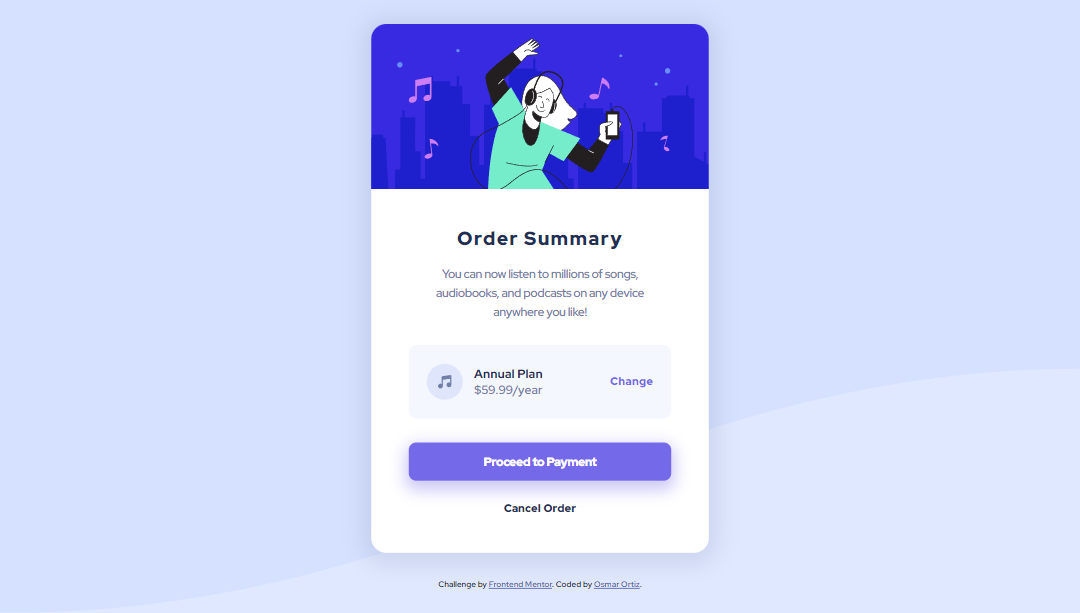 Order Summary
You can now listen to millions of songs,
audiobooks, and podcasts on any device
anywhere you like!
Annual Plan
$59.99/year
Change
Proceed to Payment
Cancel Order
Challenge by Frontend Mentor. Coded by Osmar Ortiz.